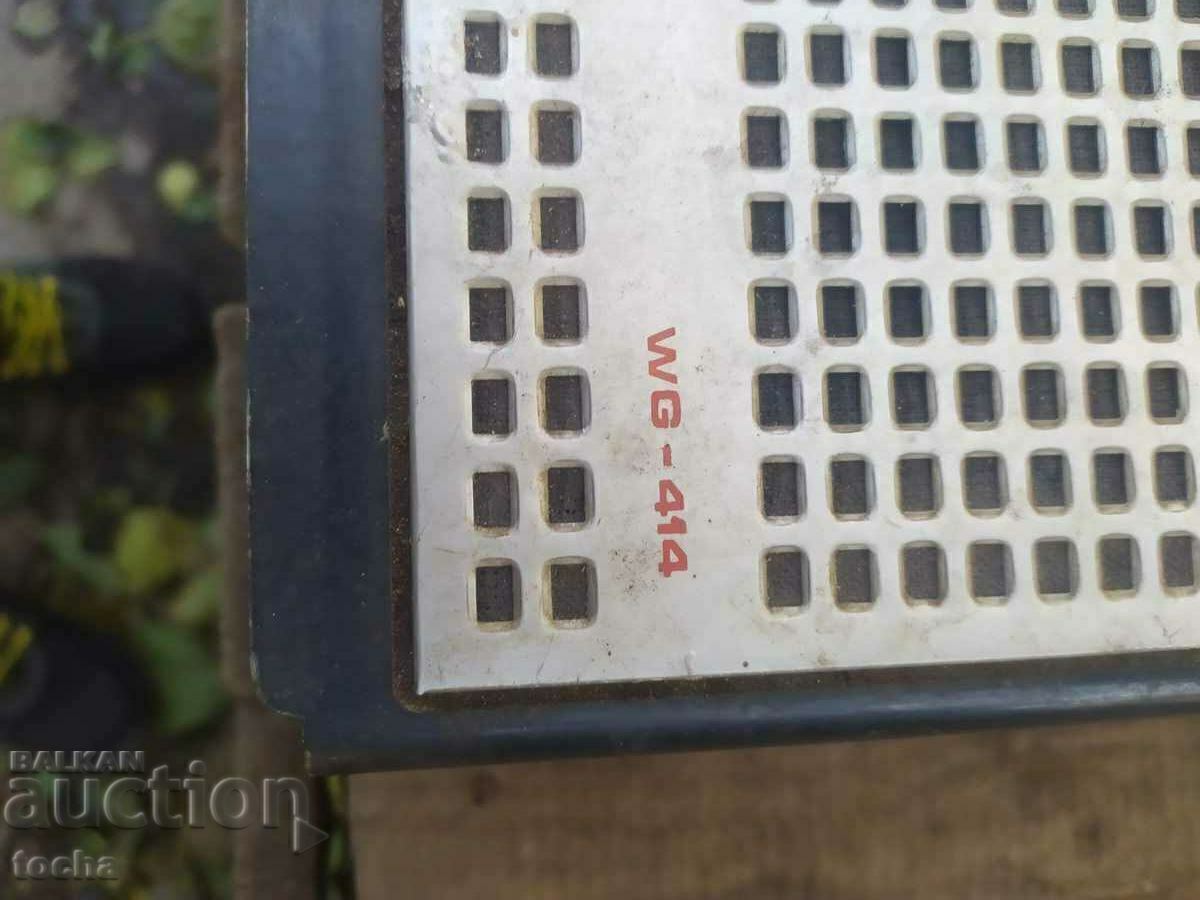 WG-414
BALKAN
auction
tocha